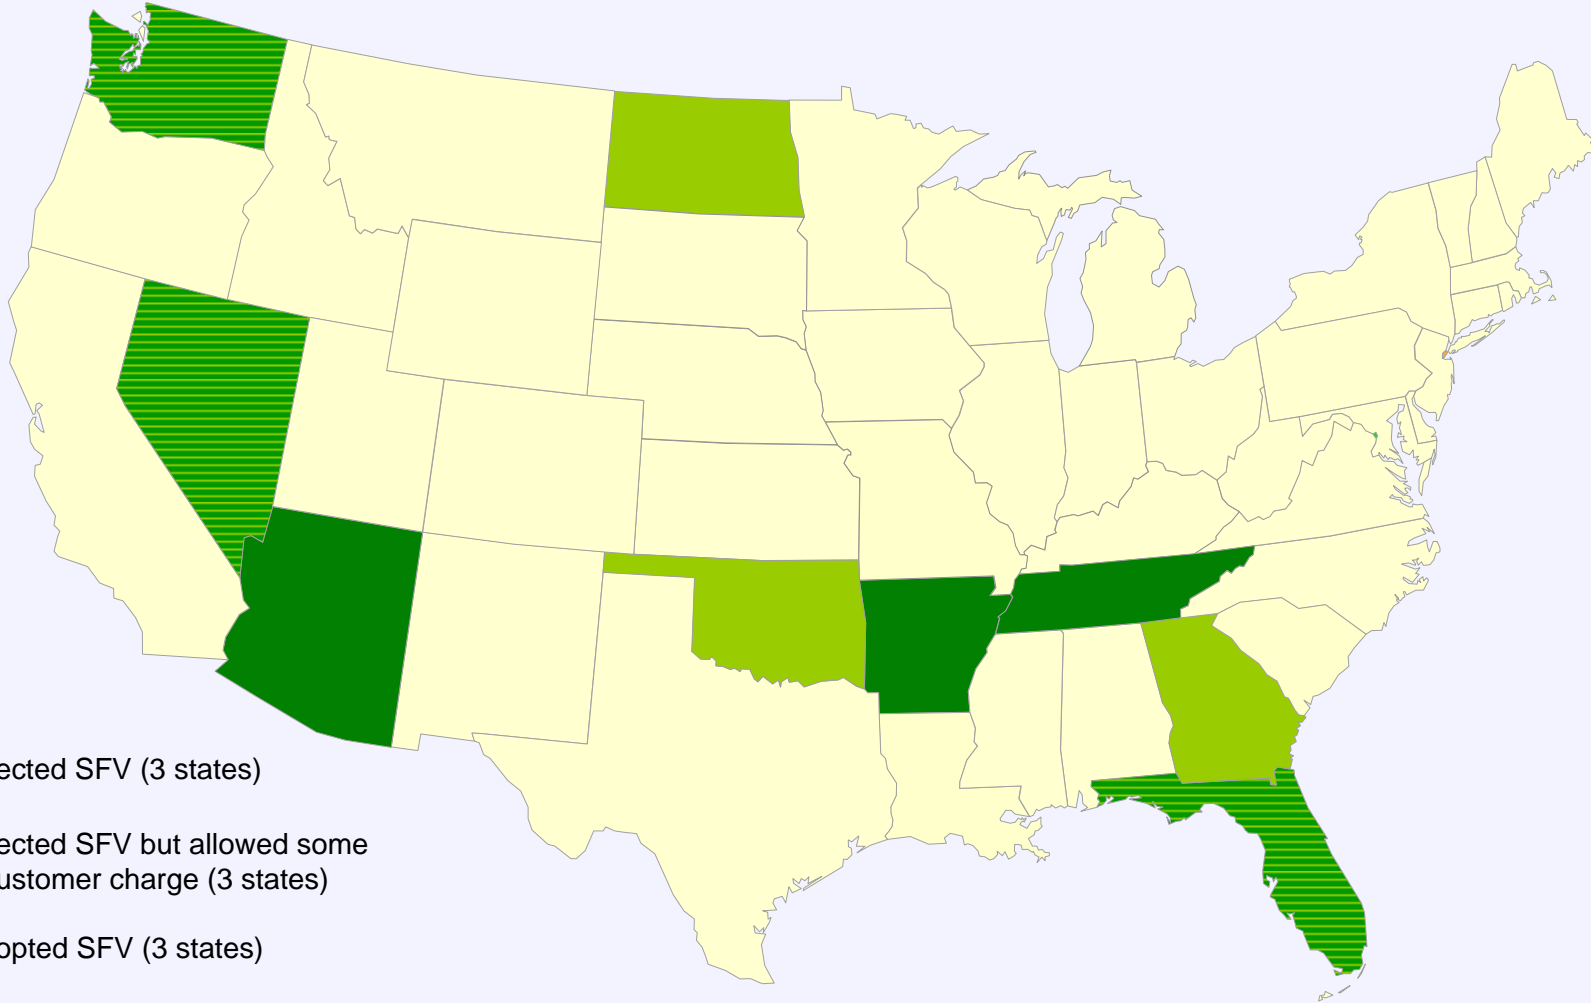 ected SFV (3 states)
ected SFV but allowed some
ustomer charge (3 states)
opted SFV (3 states)